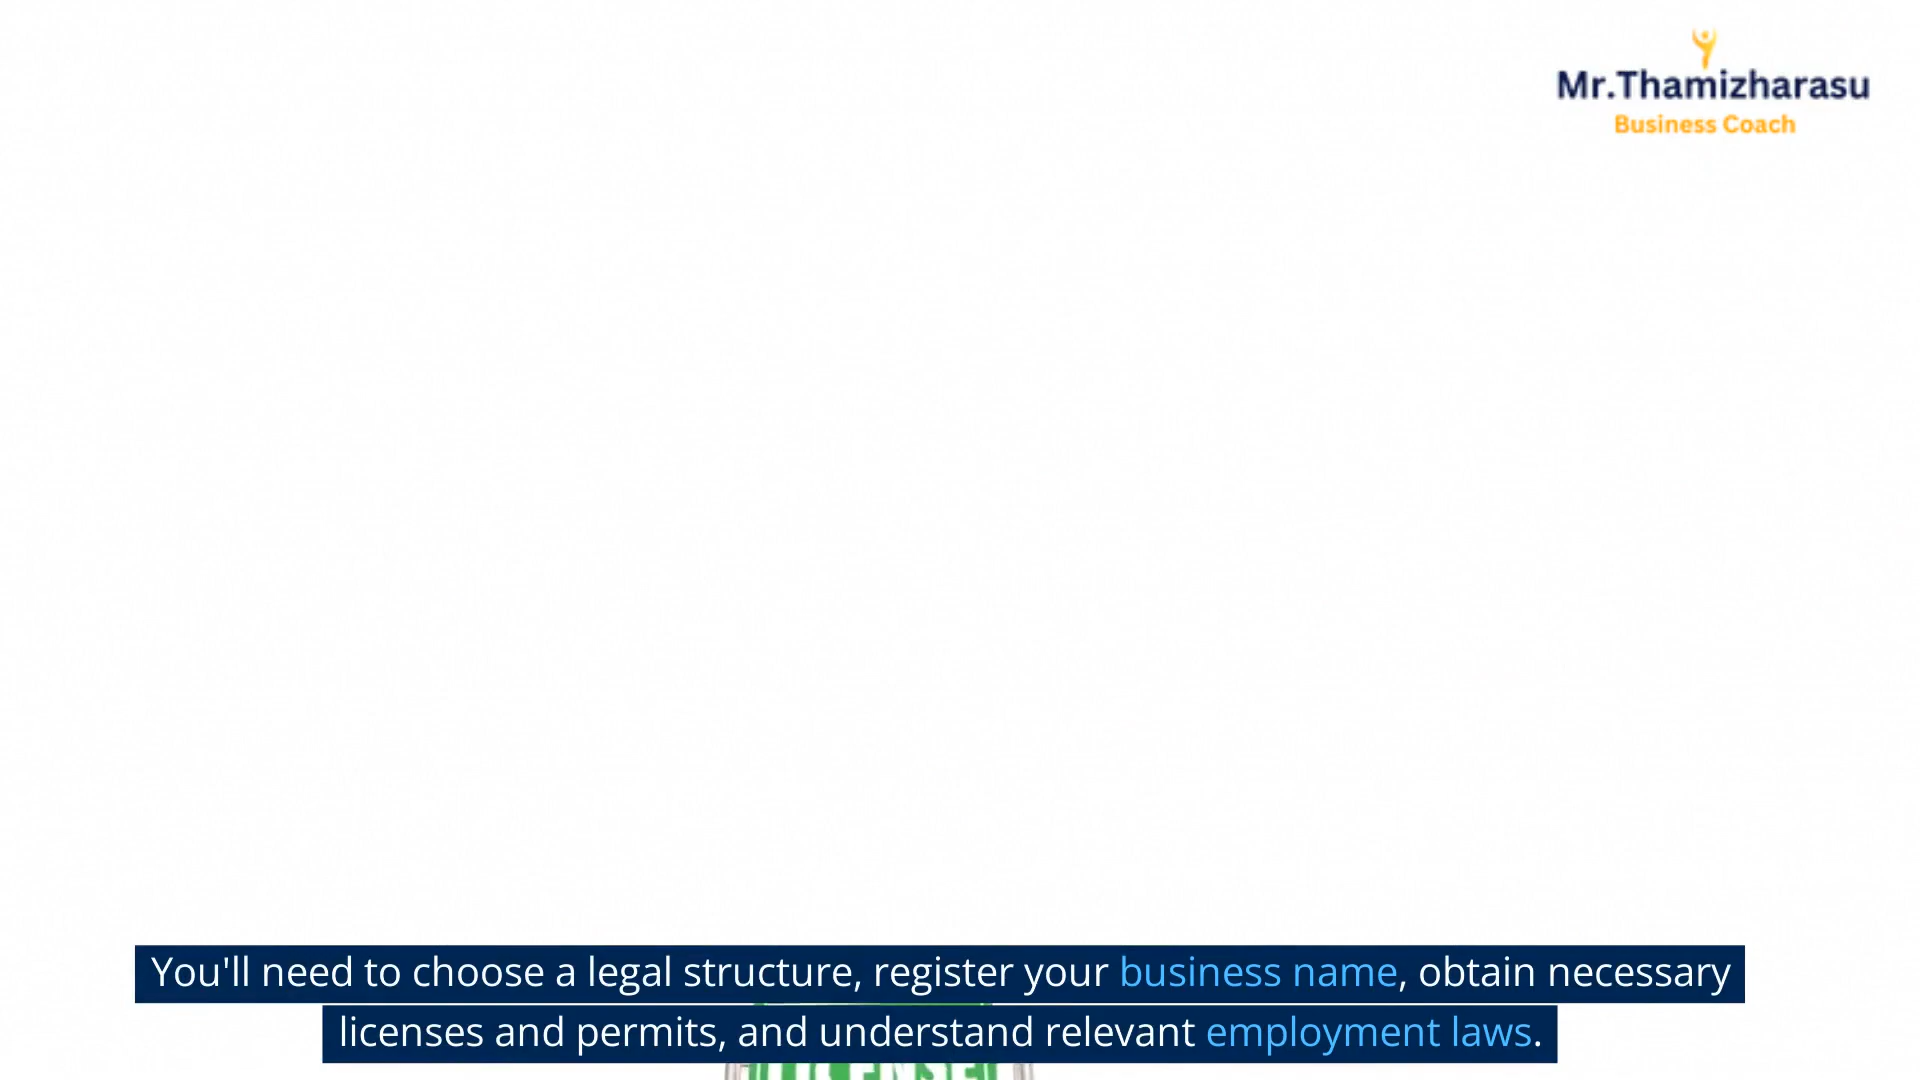 Mr.Thamizharasu
Business Coach
You'll need to choose a legal structure, register your business name, obtain necessary
licenses and permits, and understand relevant employment laws.
LICENSE